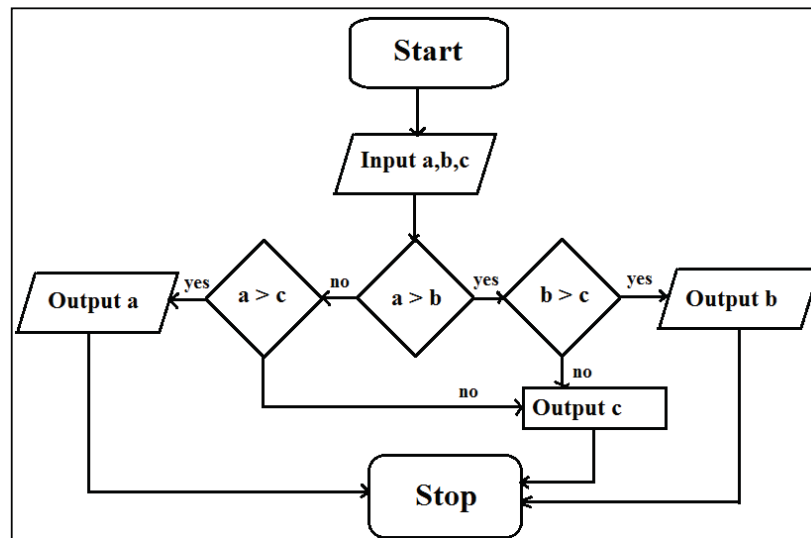 Start
Input a,b,c
yes
no
yes
yes
Output a
a > c
a > b
b > c
Output b
no
no
Output c
Stop